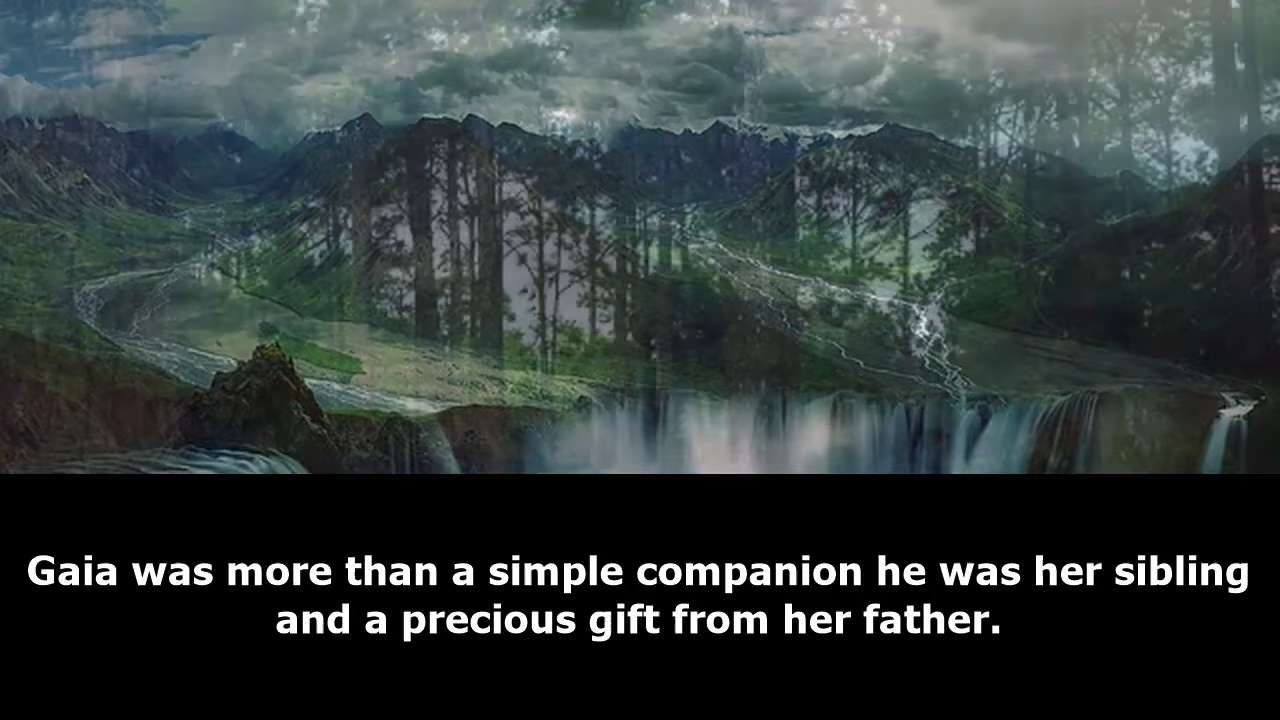 Gaia was more than a simple companion he was her sibling
and a precious gift from her father.